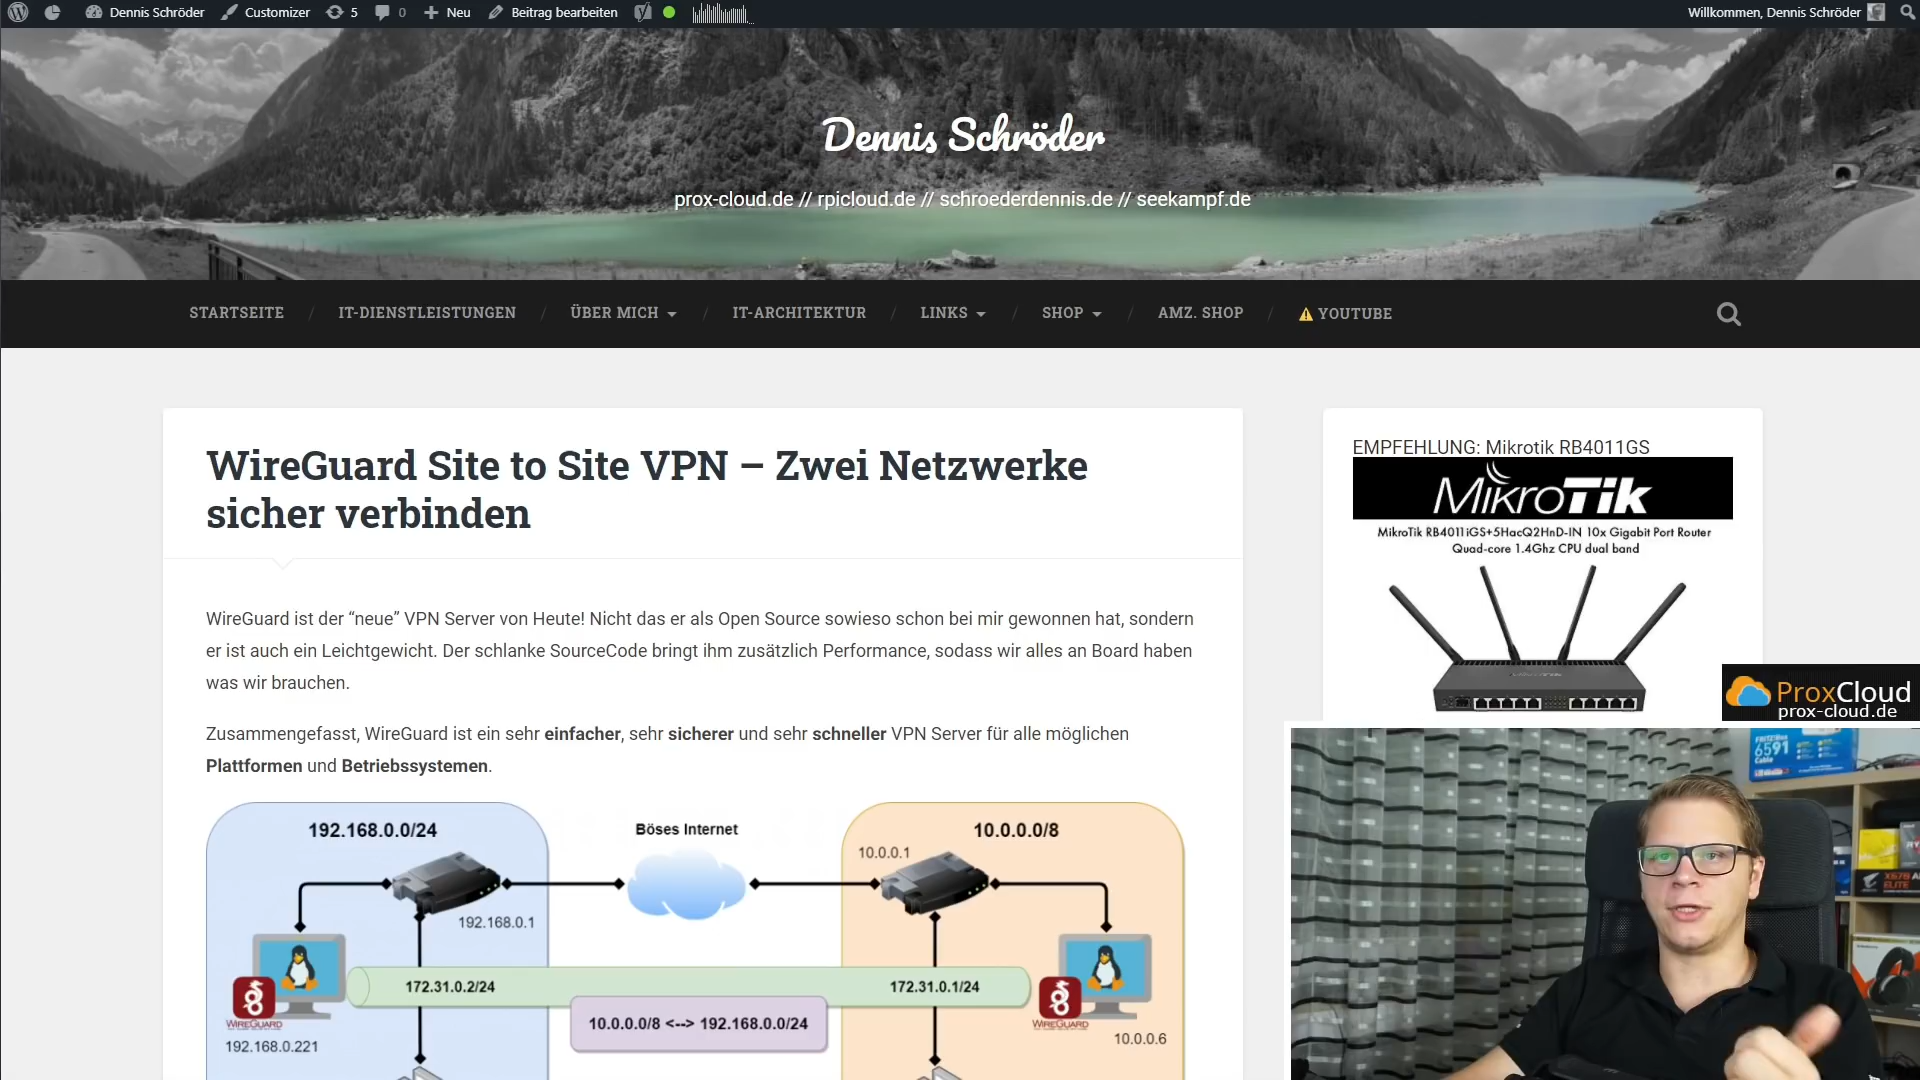 Dennis Schröder Customizer 5 0 Neu Beitrag bearbeiten Willkommen, Dennis Schröder
Dennis Schröder
prox-cloud.de // rpicloud.de // schroederdennis.de // seekampf.de
STARTSEITE / IT-DIENSTLEISTUNGEN / ÜBER MICH / IT-ARCHITEKTUR / LINKS / SHOP / AMZ. SHOP / YOUTUBE
WireGuard Site to Site VPN – Zwei Netzwerke
sicher verbinden
WireGuard ist der “neue” VPN Server von Heute! Nicht das er als Open Source sowieso schon bei mir gewonnen hat, sondern
er ist auch ein Leichtgewicht. Der schlanke SourceCode bringt ihm zusätzlich Performance, sodass wir alles an Board haben
was wir brauchen.
Zusammengefasst, WireGuard ist ein sehr einfacher, sehr sicherer und sehr schneller VPN Server für alle möglichen
Plattformen und Betriebssystemen.
192.168.0.0/24
Böses Internet
10.0.0.0/8
10.0.0.1
192.168.0.1
172.31.0.2/24
172.31.0.1/24
10.0.0.0/8 <--> 192.168.0.0/24
WIREGUARD
192.168.0.221
WIREGUARD
10.0.0.6
EMPFEHLUNG: Mikrotik RB4011GS
MikroTik
MikroTik RB4011iGS+5HacQ2HnD-IN 10x Gigabit Port Router
Quad-core 1.4Ghz CPU dual band
ProxCloud
prox-cloud.de
FRITZ!Box
6591
Cable
X570 A
ELITE